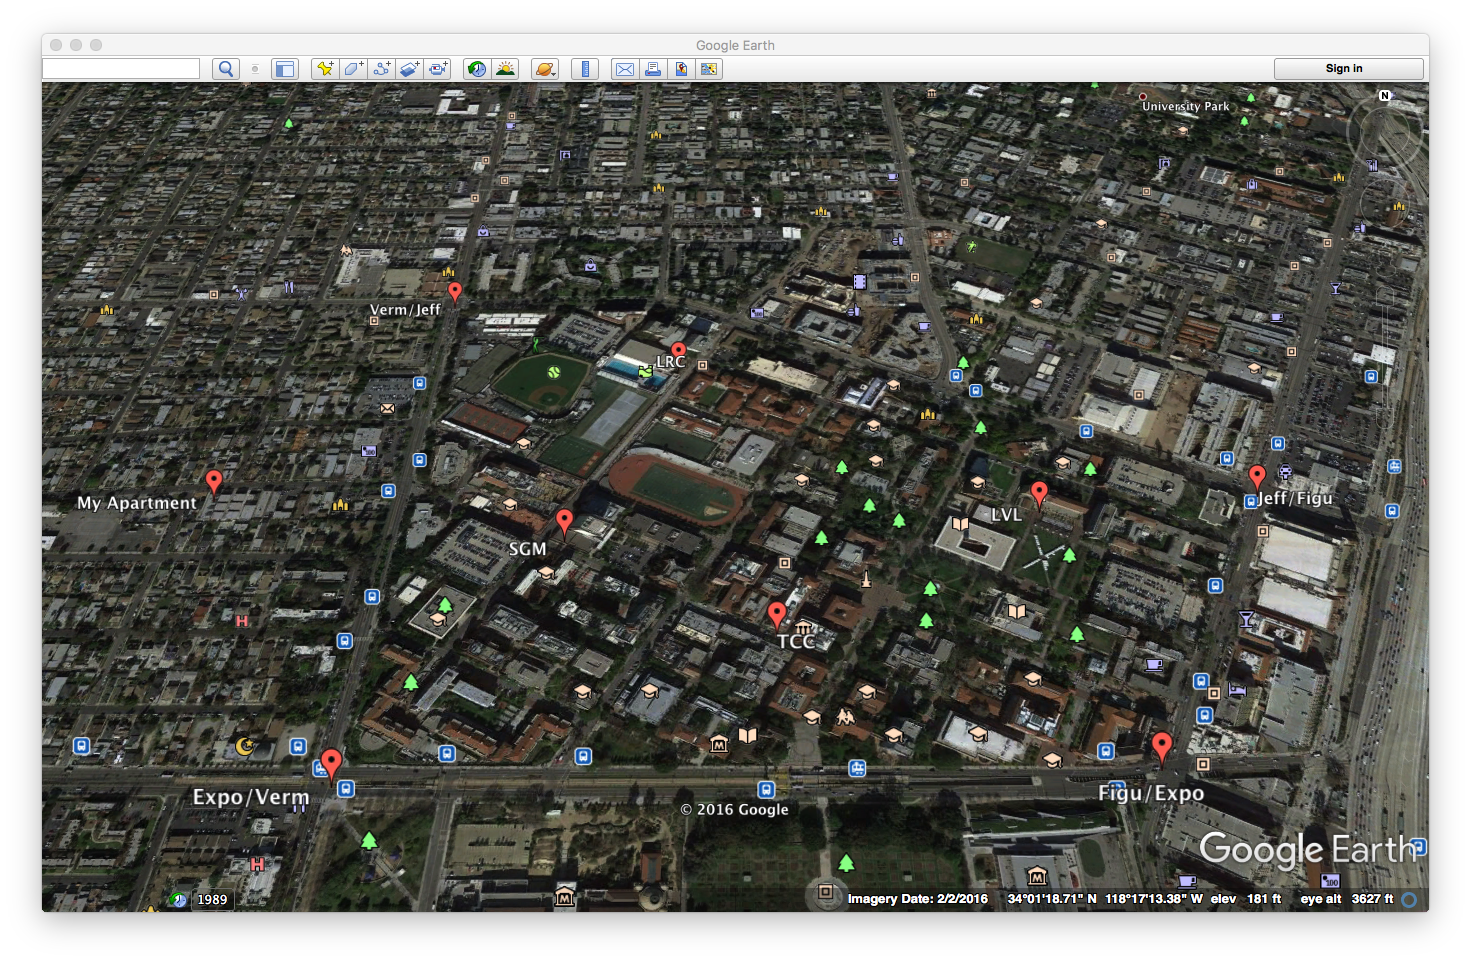 Google Earth
Sign in
University Park
N
Verm/Jeff
LRC
My Apartment
Jeff/Figu
LVL
SGM
TCC
Expo/Verm
Figu/Expo
© 2016 Google
Google Earth
1989
Imagery Date: 2/2/2016 34°01'18.71" N 118°17'13.38" W elev 181 ft eye alt 3627 ft